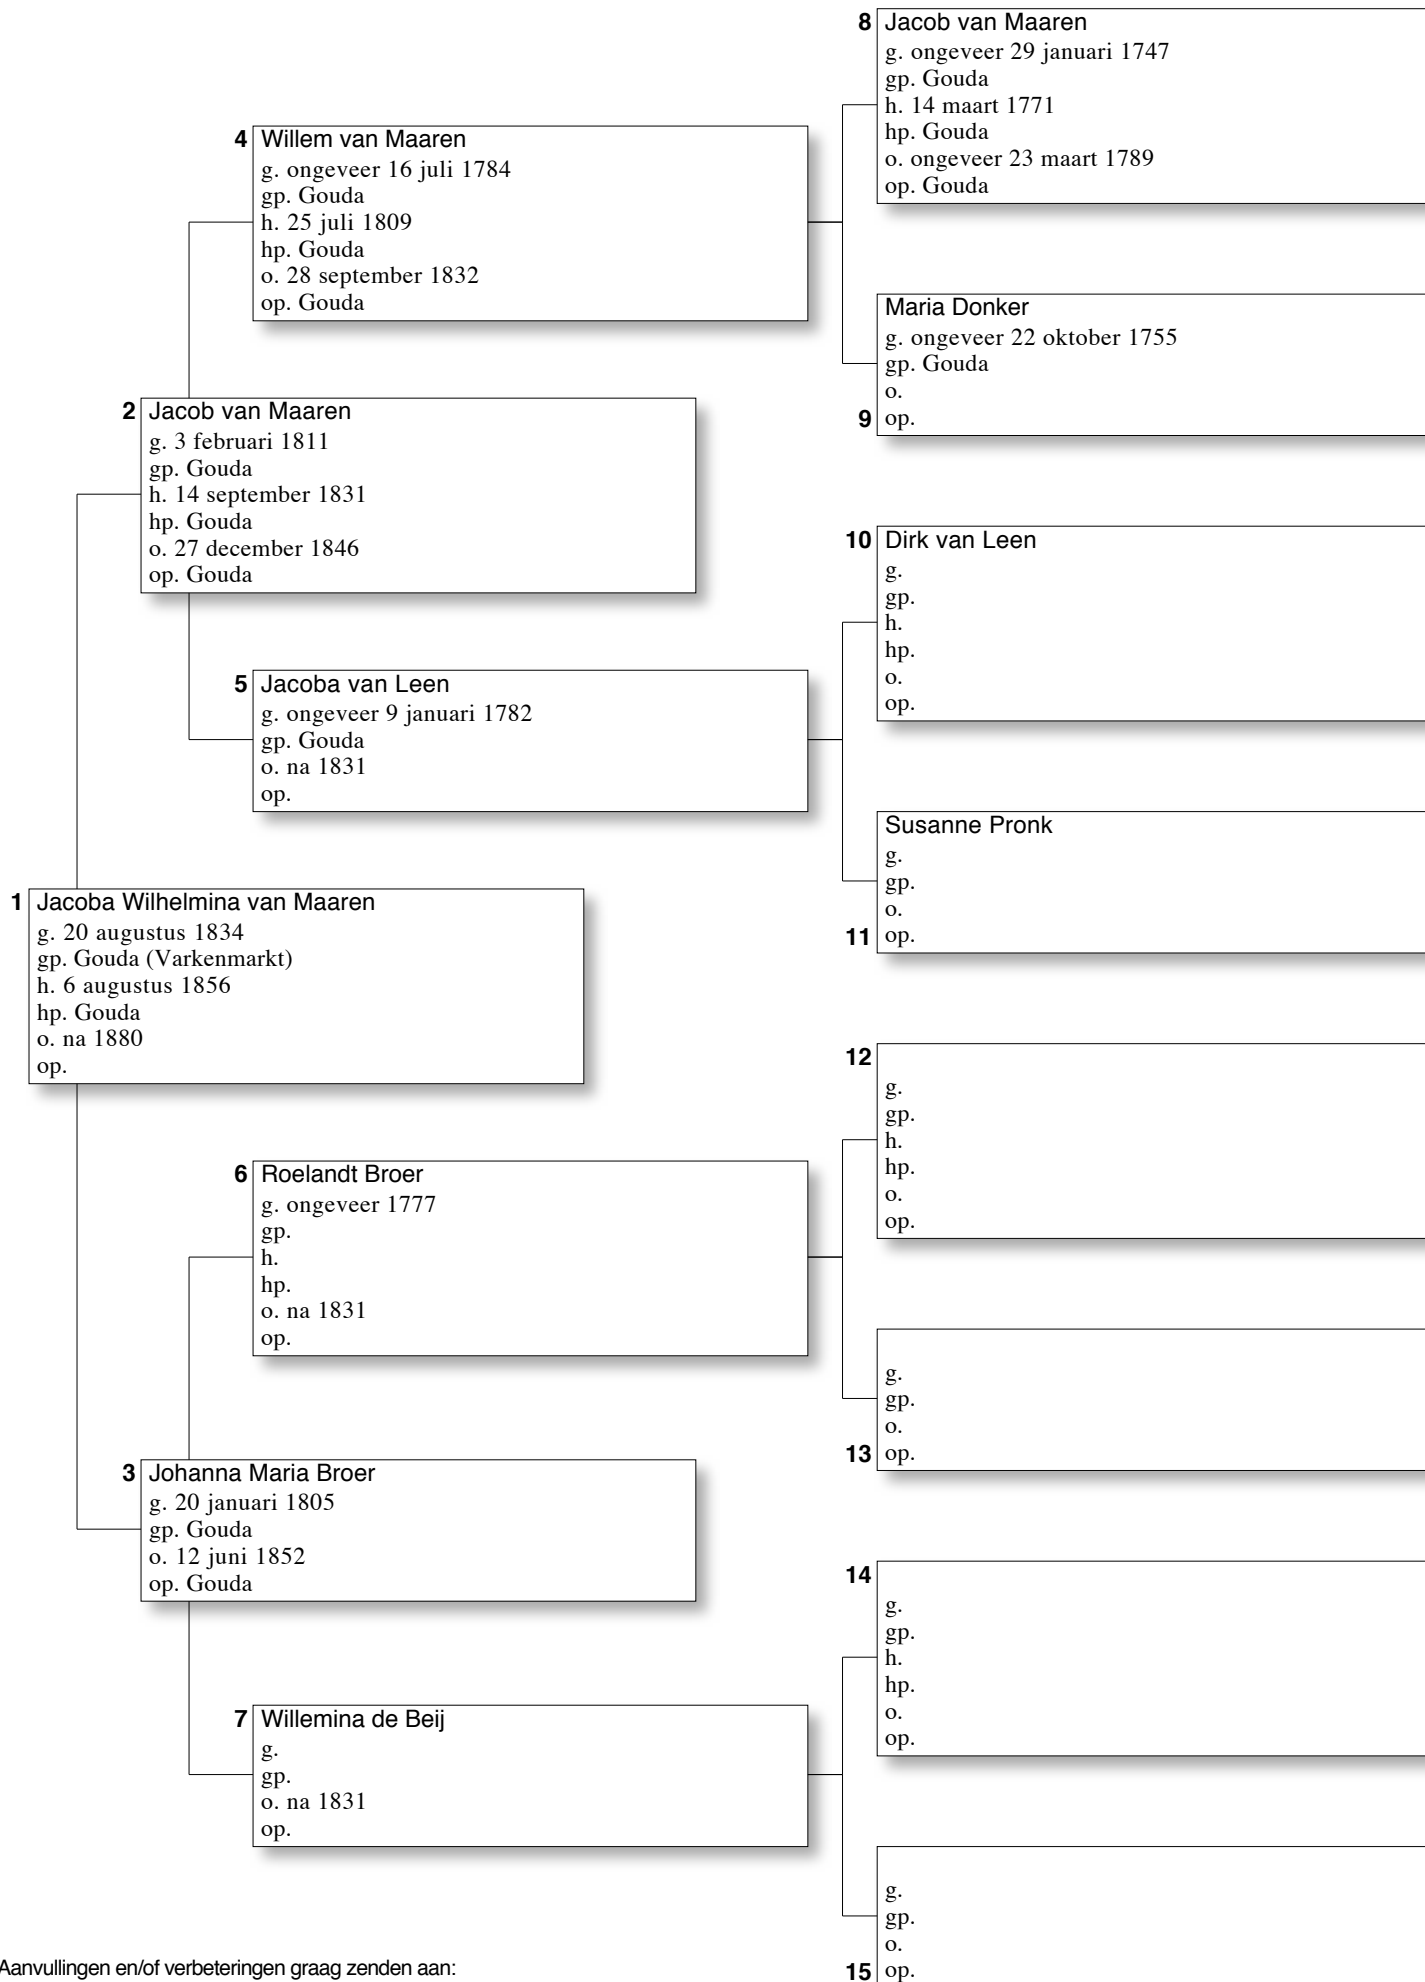 8 Jacob van Maaren
g. ongeveer 29 januari 1747
gp. Gouda
h. 14 maart 1771
hp. Gouda
o. ongeveer 23 maart 1789
op. Gouda
4 Willem van Maaren
g. ongeveer 16 juli 1784
gp. Gouda
h. 25 juli 1809
hp. Gouda
o. 28 september 1832
op. Gouda
Maria Donker
g. ongeveer 22 oktober 1755
gp. Gouda
o.
9 op.
2 Jacob van Maaren
g. 3 februari 1811
gp. Gouda
h. 14 september 1831
hp. Gouda
o. 27 december 1846
op. Gouda
10 Dirk van Leen
g.
gp.
h.
hp.
o.
op.
5 Jacoba van Leen
g. ongeveer 9 januari 1782
gp. Gouda
o. na 1831
op.
Susanne Pronk
g.
gp.
o.
11 op.
1 Jacoba Wilhelmina van Maaren
g. 20 augustus 1834
gp. Gouda (Varkenmarkt)
h. 6 augustus 1856
hp. Gouda
o. na 1880
op.
12
g.
gp.
h.
hp.
o.
op.
6 Roelandt Broer
g. ongeveer 1777
gp.
h.
hp.
o. na 1831
op.
g.
gp.
o.
13 op.
3 Johanna Maria Broer
g. 20 januari 1805
gp. Gouda
o. 12 juni 1852
op. Gouda
14
g.
gp.
h.
hp.
o.
op.
7 Willemina de Beij
g.
gp.
o. na 1831
op.
g.
gp.
o.
15 op.
Aanvullingen en/of verbeteringen graag zenden aan: